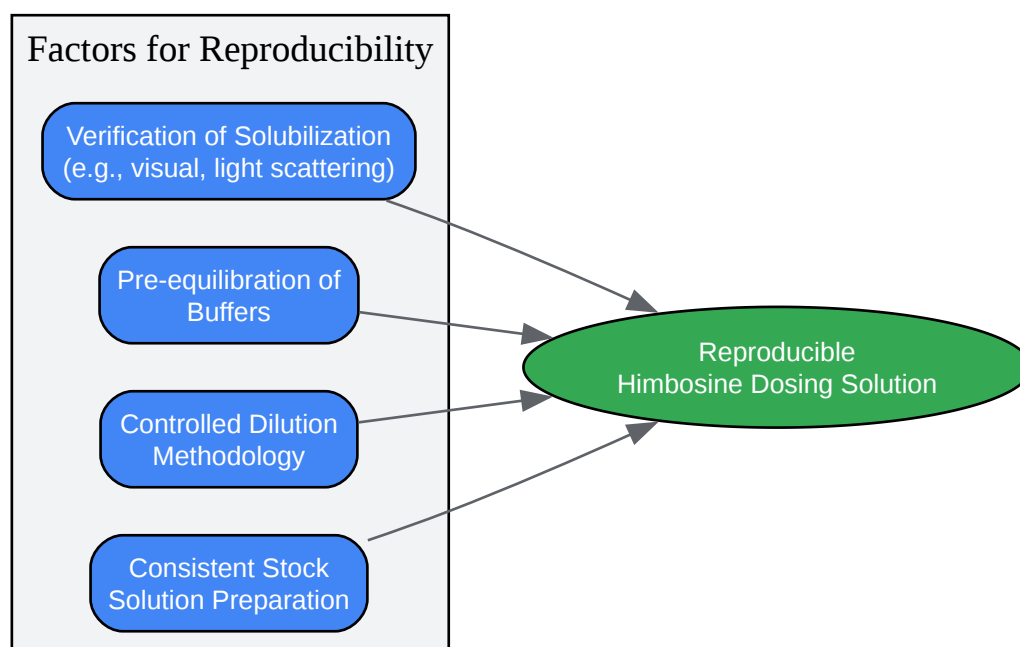 Factors for Reproducibility
Verification of Solubilization
(e.g., visual, light scattering)
Pre-equilibration of
Buffers
Controlled Dilution
Methodology
Consistent Stock
Solution Preparation
Reproducible
Himbosine Dosing Solution